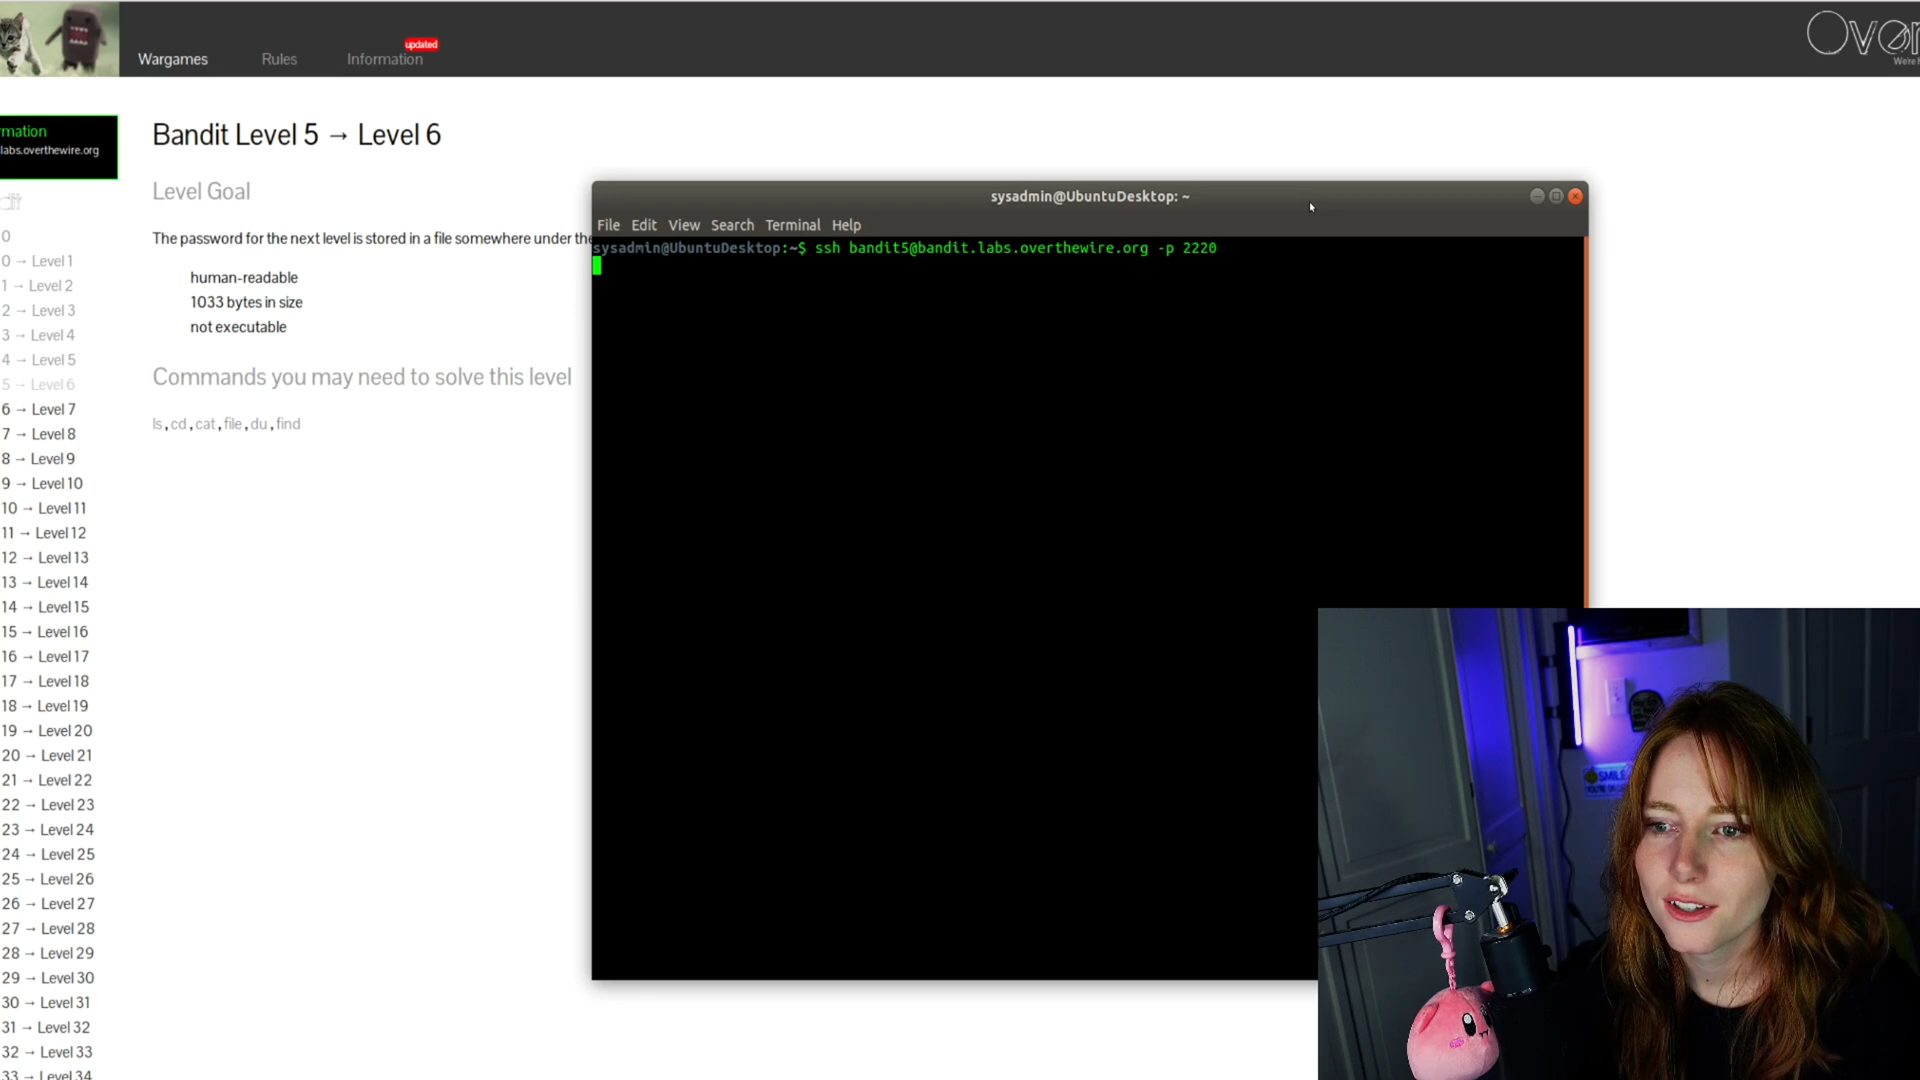 Wargames
Rules
Information
updated
We're
rmation
labs.overthewire.org
Bandit Level 5 → Level 6
Level Goal
The password for the next level is stored in a file somewhere under the
human-readable
1033 bytes in size
not executable
Commands you may need to solve this level
ls , cd , cat , file , du , find
0
0 → Level 1
1 → Level 2
2 → Level 3
3 → Level 4
4 → Level 5
5 → Level 6
6 → Level 7
7 → Level 8
8 → Level 9
9 → Level 10
10 → Level 11
11 → Level 12
12 → Level 13
13 → Level 14
14 → Level 15
15 → Level 16
16 → Level 17
17 → Level 18
18 → Level 19
19 → Level 20
20 → Level 21
21 → Level 22
22 → Level 23
23 → Level 24
24 → Level 25
25 → Level 26
26 → Level 27
27 → Level 28
28 → Level 29
29 → Level 30
30 → Level 31
31 → Level 32
32 → Level 33
33 → Level 34
sysadmin@UbuntuDesktop: ~
File Edit View Search Terminal Help
sysadmin@UbuntuDesktop:~$ ssh bandit5@bandit.labs.overthewire.org -p 2220
SMILE